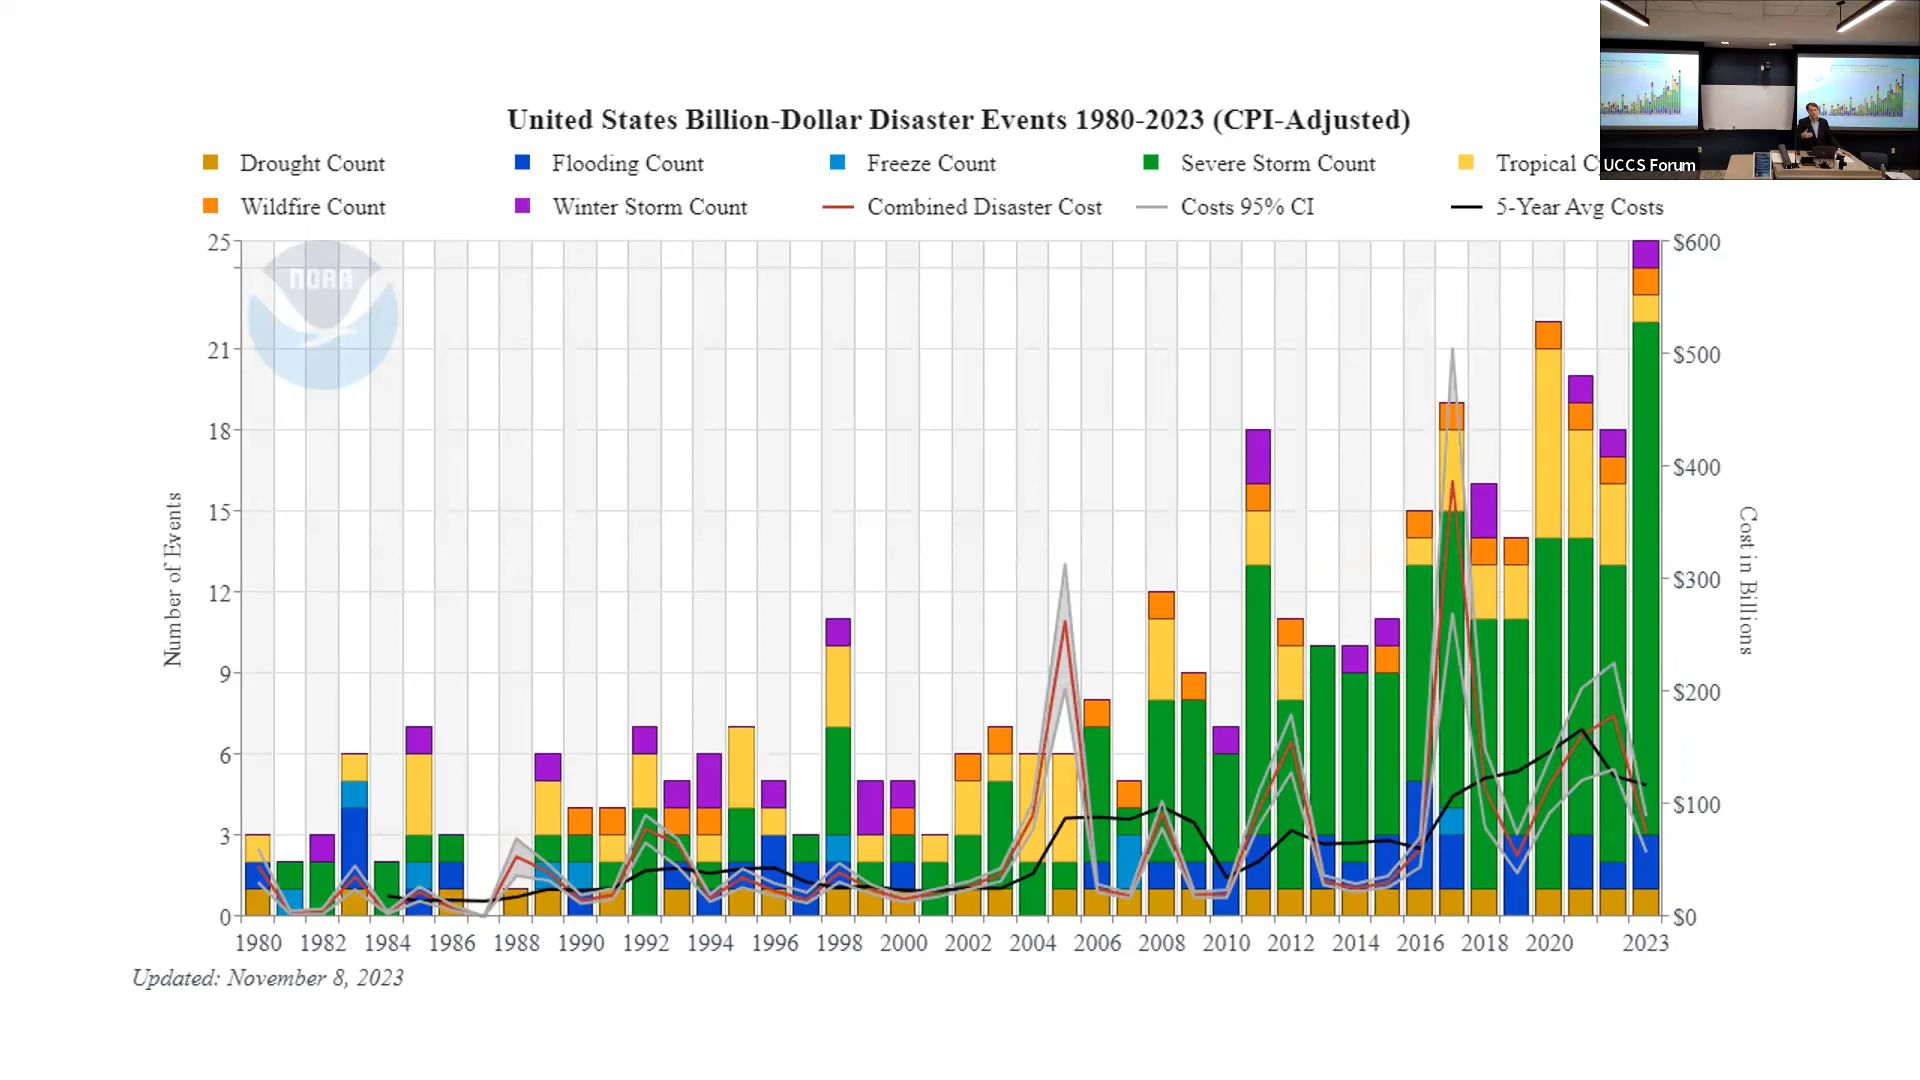 United States Billion-Dollar Disaster Events 1980-2023 (CPI-Adjusted)
Drought Count Flooding Count Freeze Count Severe Storm Count Tropical
UCCS Forum
Wildfire Count Winter Storm Count Combined Disaster Cost Costs 95% CI 5-Year Avg Costs
NOAA
Number of Events
25
21
18
15
12
9
6
3
0
$600
$500
$400
$300
$200
$100
$0
Cost in Billions
1980 1982 1984 1986 1988 1990 1992 1994 1996 1998 2000 2002 2004 2006 2008 2010 2012 2014 2016 2018 2020 2023
Updated: November 8, 2023